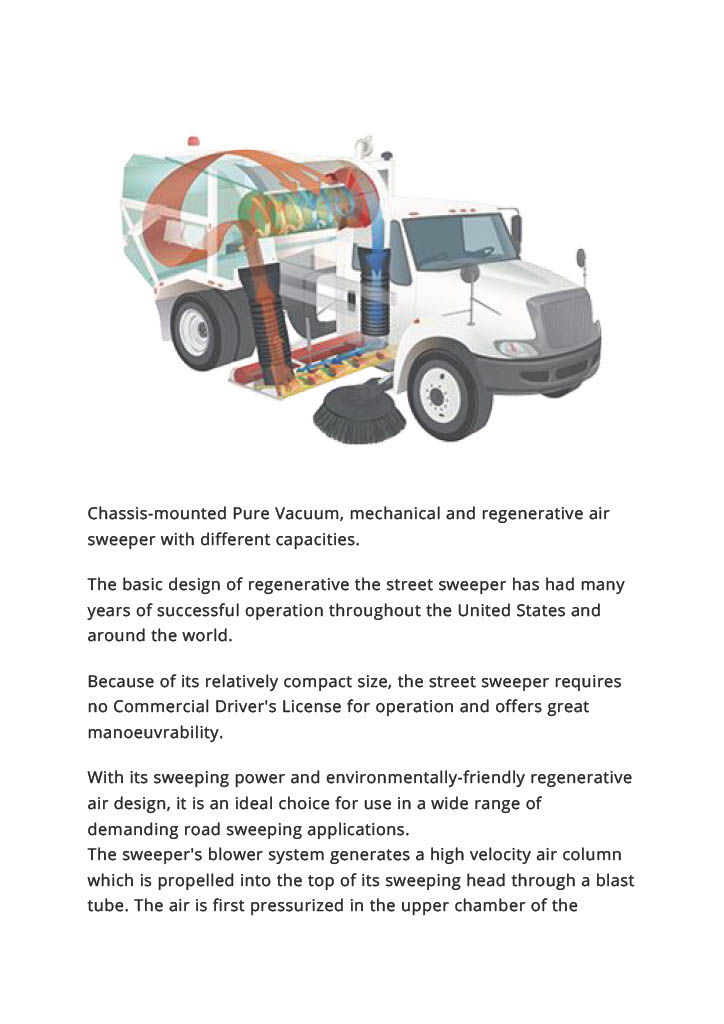 Chassis-mounted Pure Vacuum, mechanical and regenerative air
sweeper with different capacities.
The basic design of regenerative the street sweeper has had many
years of successful operation throughout the United States and
around the world.
Because of its relatively compact size, the street sweeper requires
no Commercial Driver's License for operation and offers great
manoeuvrability.
With its sweeping power and environmentally-friendly regenerative
air design, it is an ideal choice for use in a wide range of
demanding road sweeping applications.
The sweeper's blower system generates a high velocity air column
which is propelled into the top of its sweeping head through a blast
tube. The air is first pressurized in the upper chamber of the